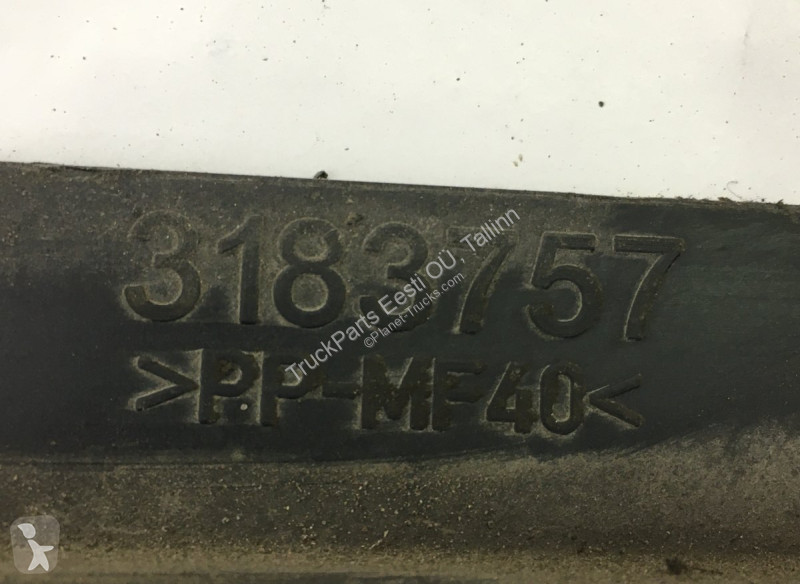 3183757
>PP-MF40<
TruckParts Eesti OÜ, Tallinn
©Planet-Trucks.com